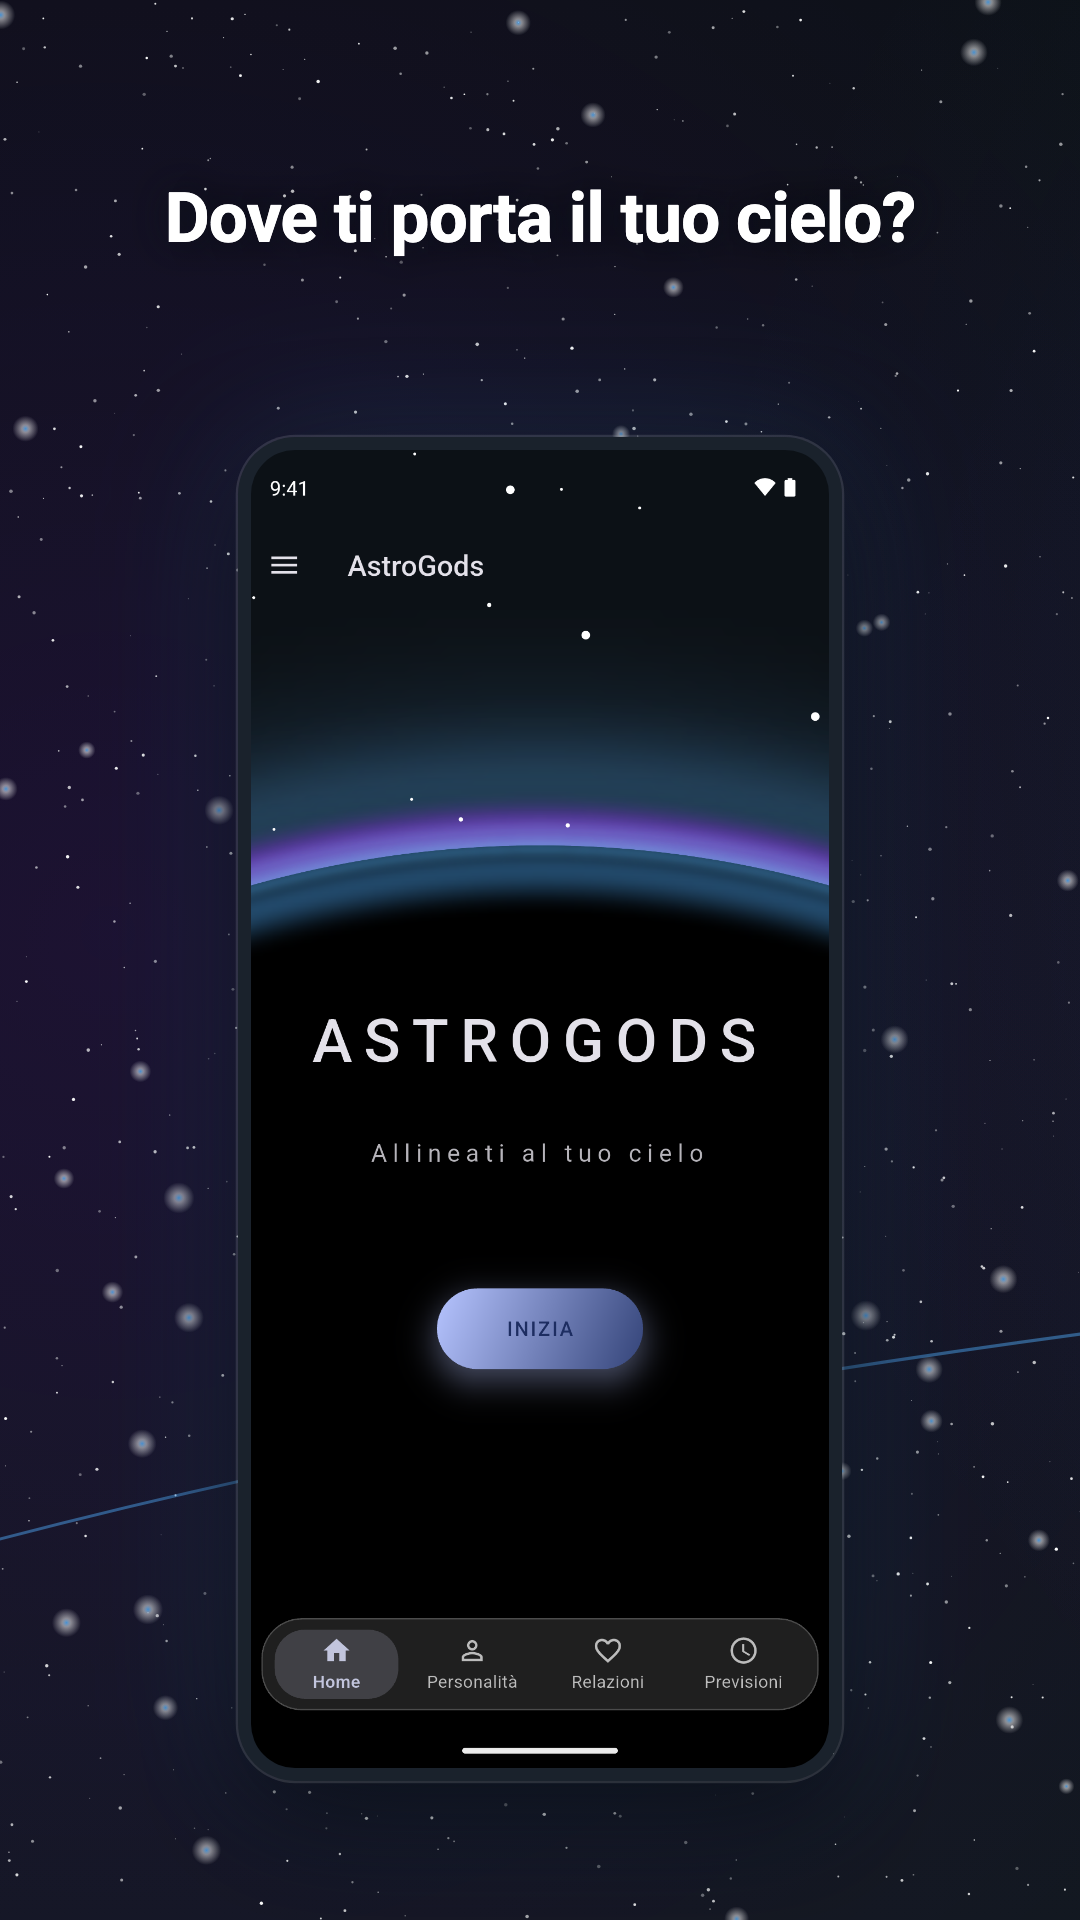 Dove ti porta il tuo cielo?
9:41
AstroGods
ASTROGODS
Allineati al tuo cielo
INIZIA
Home Personalità Relazioni Previsioni